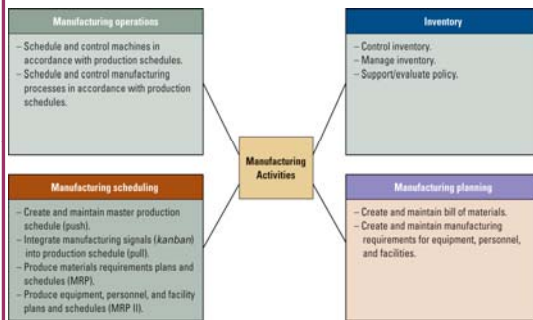 Manufacturing operations
– Schedule and control machines in
accordance with production schedules.
– Schedule and control manufacturing
processes in accordance with production
schedules.
Inventory
– Control inventory.
– Manage inventory.
– Support/evaluate policy.
Manufacturing
Activities
Manufacturing scheduling
– Create and maintain master production
schedule (push).
– Integrate manufacturing signals (kanban)
into production schedule (pull).
– Produce materials requirements plans and
schedules (MRP).
– Produce equipment, personnel, and facility
plans and schedules (MRP II).
Manufacturing planning
– Create and maintain bill of materials.
– Create and maintain manufacturing
requirements for equipment, personnel,
and facilities.